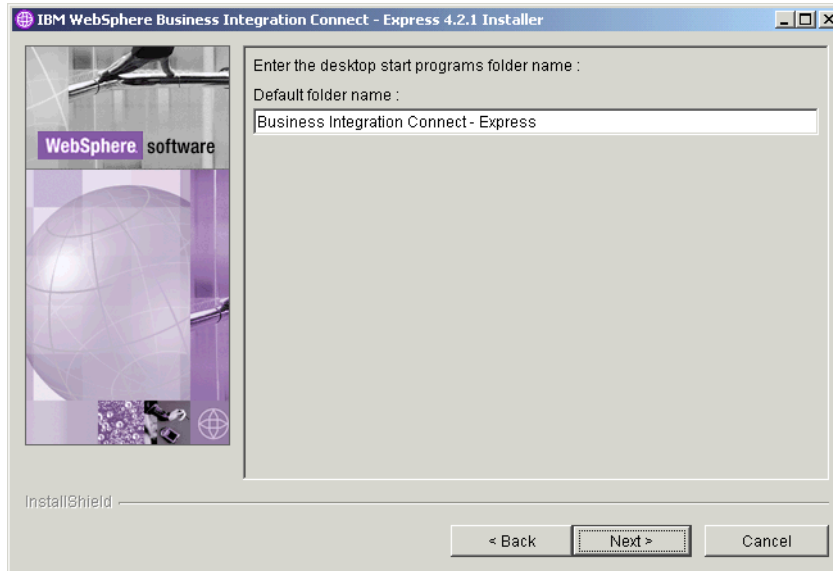 IBM WebSphere Business Integration Connect - Express 4.2.1 Installer
Enter the desktop start programs folder name :
Default folder name :
Business Integration Connect - Express
WebSphere. software
InstallShield
< Back
Next >
Cancel